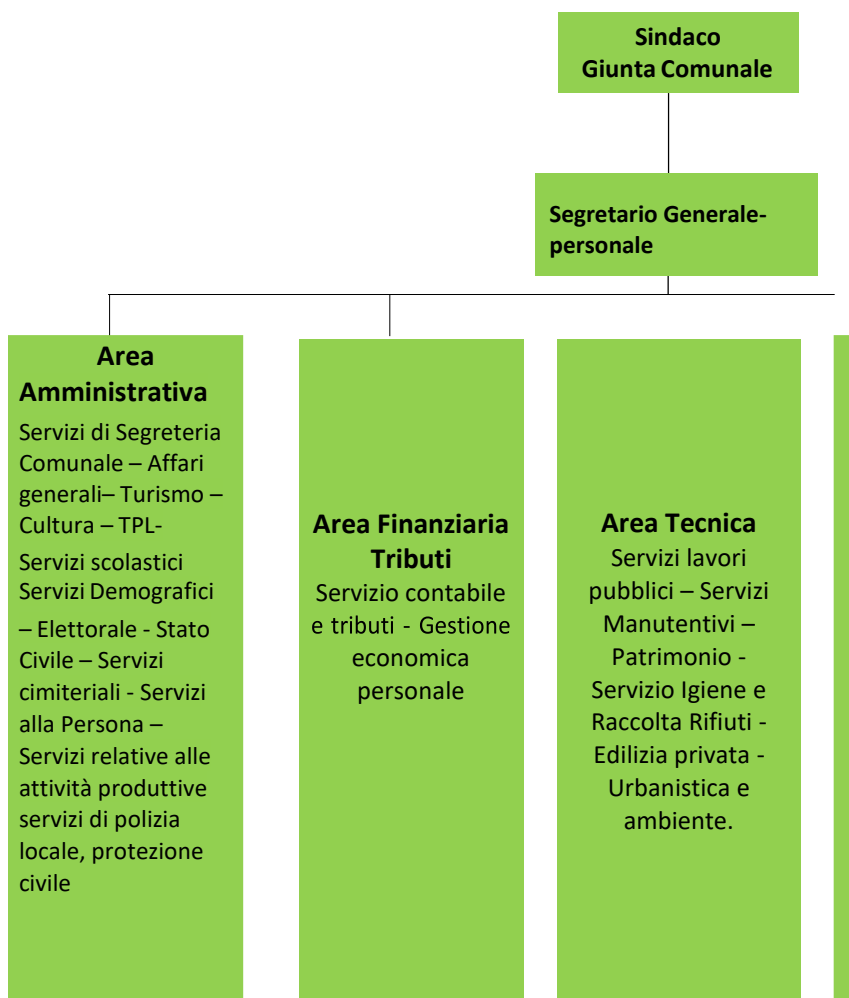 Sindaco
Giunta Comunale
Segretario Generale-
personale
Area
Amministrativa
Servizi di Segreteria
Comunale – Affari
generali– Turismo –
Cultura – TPL-
Servizi scolastici
Servizi Demografici
– Elettorale - Stato
Civile – Servizi
cimiteriali - Servizi
alla Persona –
Servizi relative alle
attività produttive
servizi di polizia
locale, protezione
civile
Area Finanziaria
Tributi
Servizio contabile
e tributi - Gestione
economica
personale
Area Tecnica
Servizi lavori
pubblici – Servizi
Manutentivi –
Patrimonio -
Servizio Igiene e
Raccolta Rifiuti -
Edilizia privata -
Urbanistica e
ambiente.